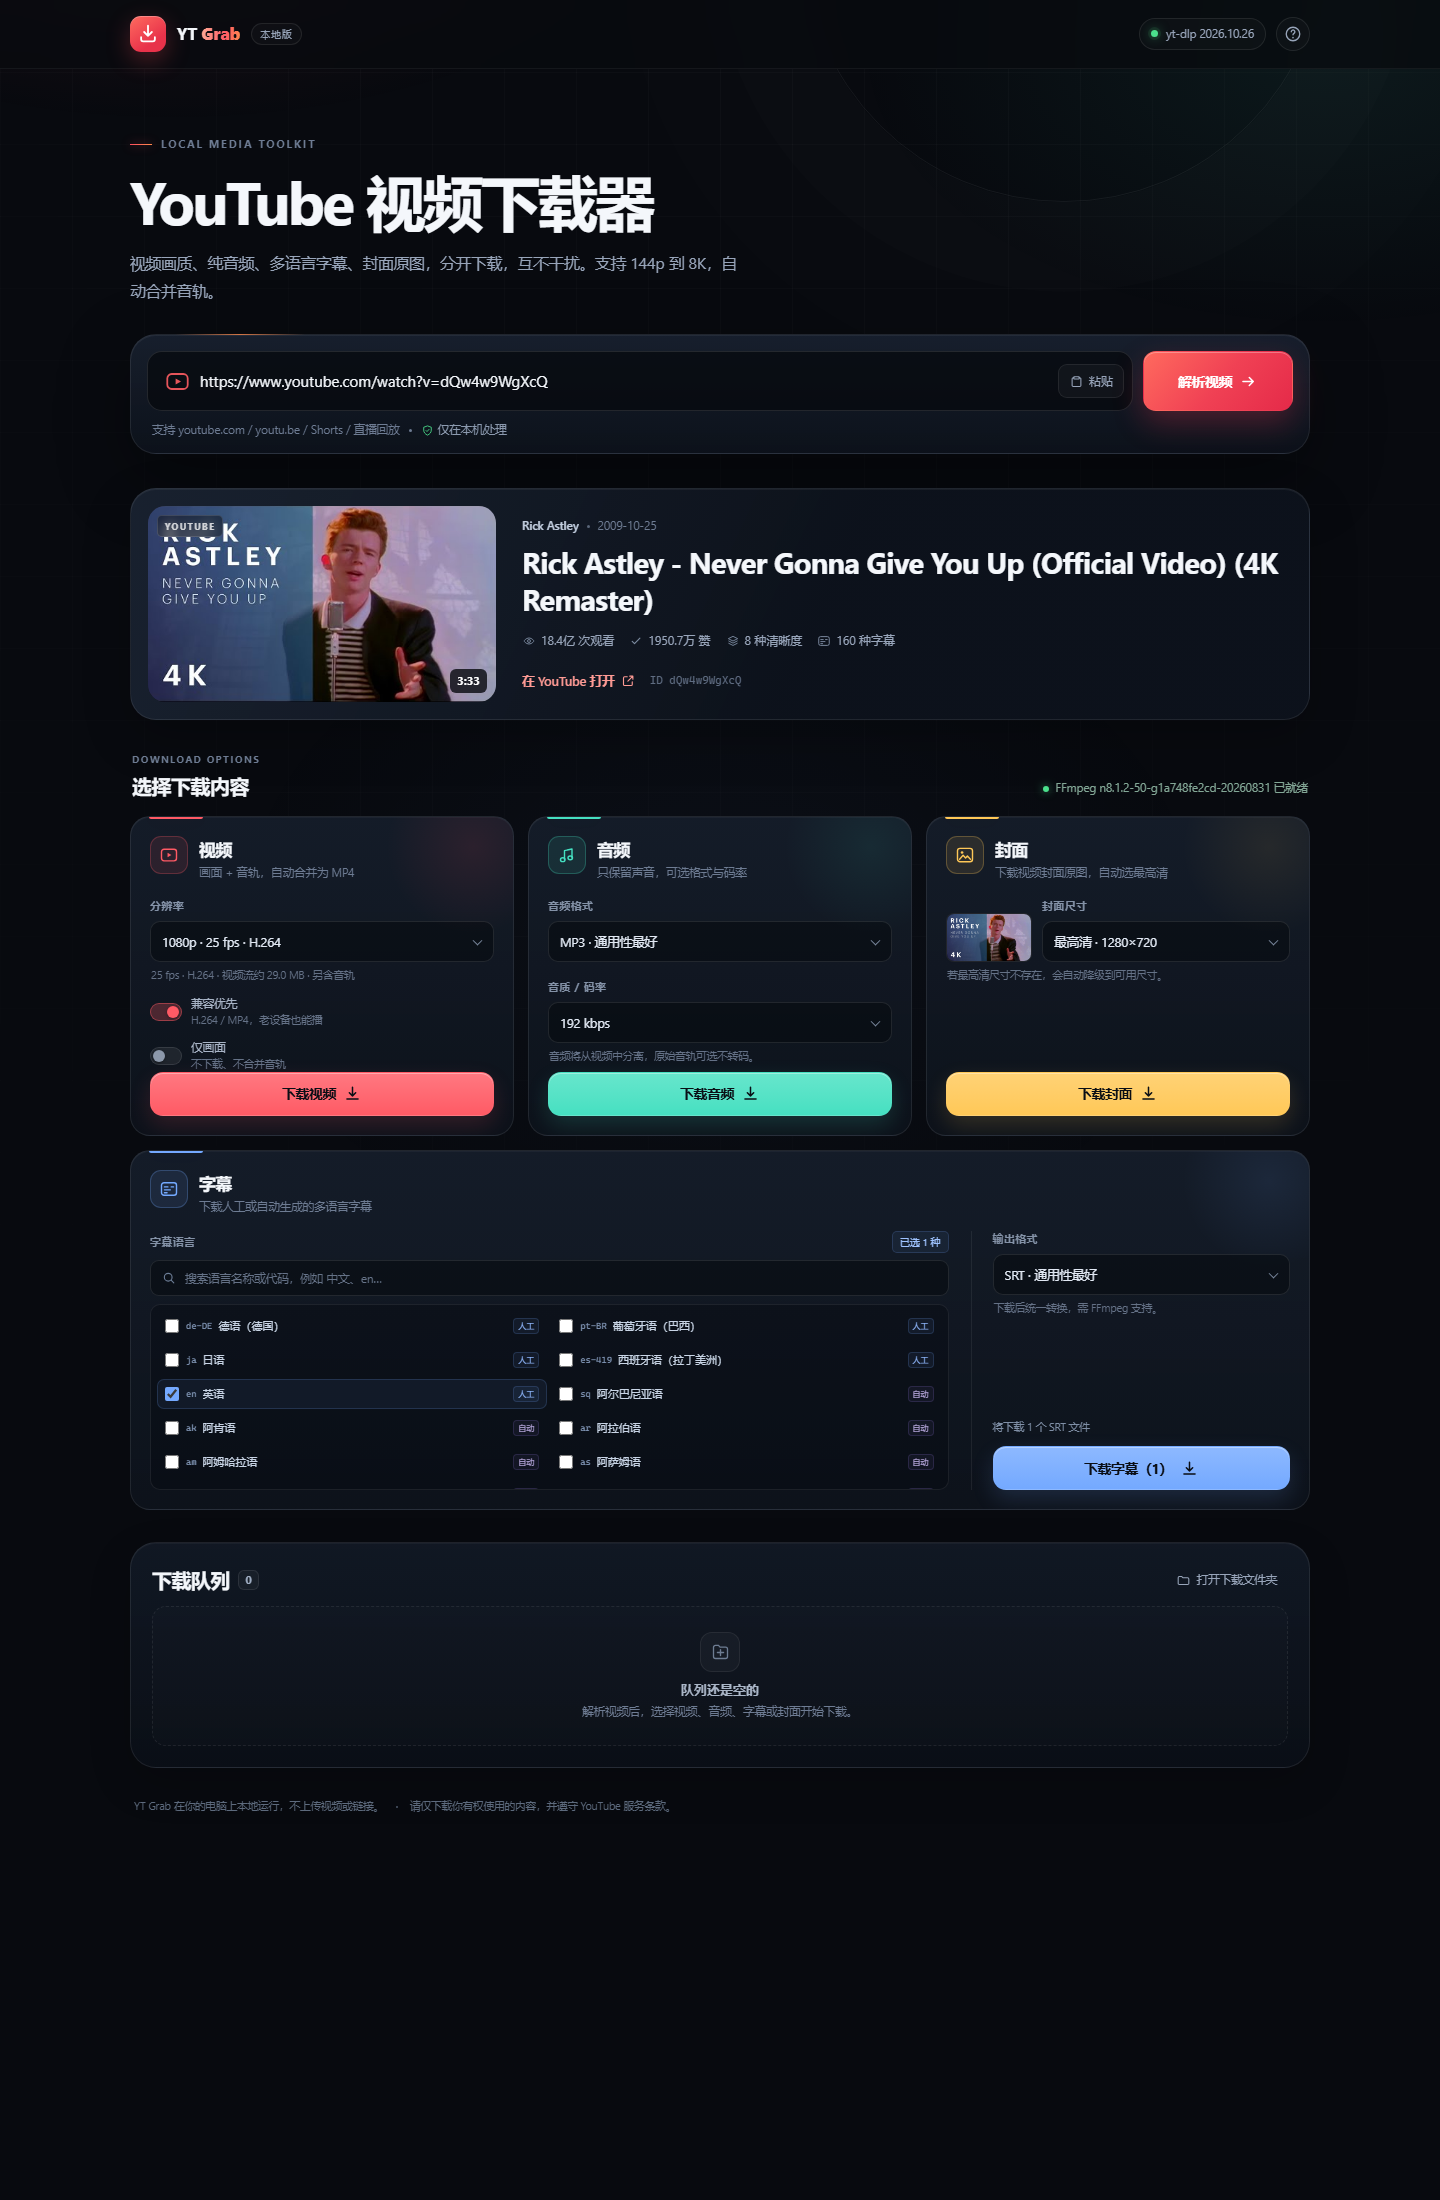 YT Grab 本地版
yt-dlp 2026.10.26
LOCAL MEDIA TOOLKIT
YouTube 视频下载器
视频画质、纯音频、多语言字幕、封面原图，分开下载，互不干扰。支持 144p 到 8K，自
动合并音轨。
https://www.youtube.com/watch?v=dQw4w9WgXcQ
粘贴
解析视频
支持 youtube.com / youtu.be / Shorts / 直播回放 • 仅在本机处理
YOUTUBE
RICK
ASTLEY
NEVER GONNA
GIVE YOU UP
4K
3:33
Rick Astley • 2009-10-25
Rick Astley - Never Gonna Give You Up (Official Video) (4K
Remaster)
18.4亿 次观看 1950.7万 赞 8 种清晰度 160 种字幕
在 YouTube 打开 ID dQw4w9WgXcQ
DOWNLOAD OPTIONS
选择下载内容
FFmpeg n8.1.2-50-g1a748fe2cd-20260831 已就绪
视频
画面 + 音轨，自动合并为 MP4
分辨率
1080p · 25 fps · H.264
25 fps · H.264 · 视频流约 29.0 MB · 另含音轨
兼容优先
H.264 / MP4，老设备也能播
仅画面
不下载、不合并音轨
下载视频
音频
只保留声音，可选格式与码率
音频格式
MP3 · 通用性最好
音质 / 码率
192 kbps
音频将从视频中分离，原始音轨可选不转码。
下载音频
封面
下载视频封面原图，自动选最高清
RICK
ASTLEY
4K
封面尺寸
最高清 · 1280×720
若最高清尺寸不存在，会自动降级到可用尺寸。
下载封面
字幕
下载人工或自动生成的多语言字幕
字幕语言
已选 1 种
搜索语言名称或代码，例如 中文、en...
de-DE 德语（德国） 人工
pt-BR 葡萄牙语（巴西） 人工
ja 日语 人工
es-419 西班牙语（拉丁美洲） 人工
en 英语 人工
sq 阿尔巴尼亚语 自动
ak 阿肯语 自动
ar 阿拉伯语 自动
am 阿姆哈拉语 自动
as 阿萨姆语 自动
输出格式
SRT · 通用性最好
下载后统一转换，需 FFmpeg 支持。
将下载 1 个 SRT 文件
下载字幕（1）
下载队列 0
打开下载文件夹
队列还是空的
解析视频后，选择视频、音频、字幕或封面开始下载。
YT Grab 在你的电脑上本地运行，不上传视频或链接。 · 请仅下载你有权使用的内容，并遵守 YouTube 服务条款。